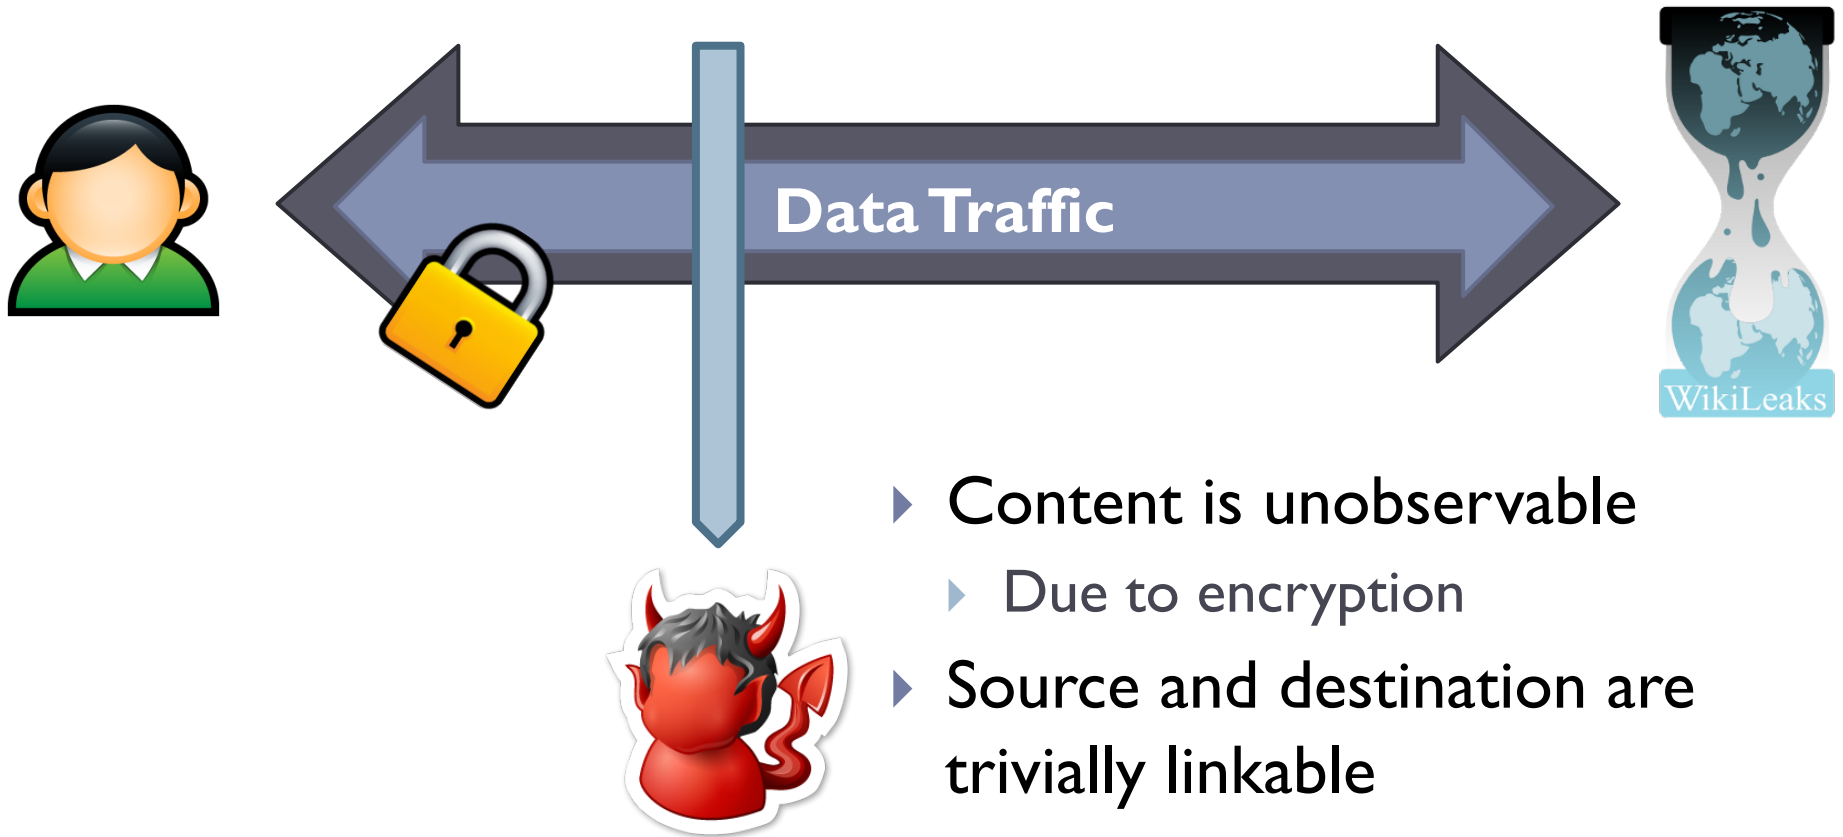 Data Traffic
WikiLeaks
Content is unobservable
Due to encryption
Source and destination are
trivially linkable